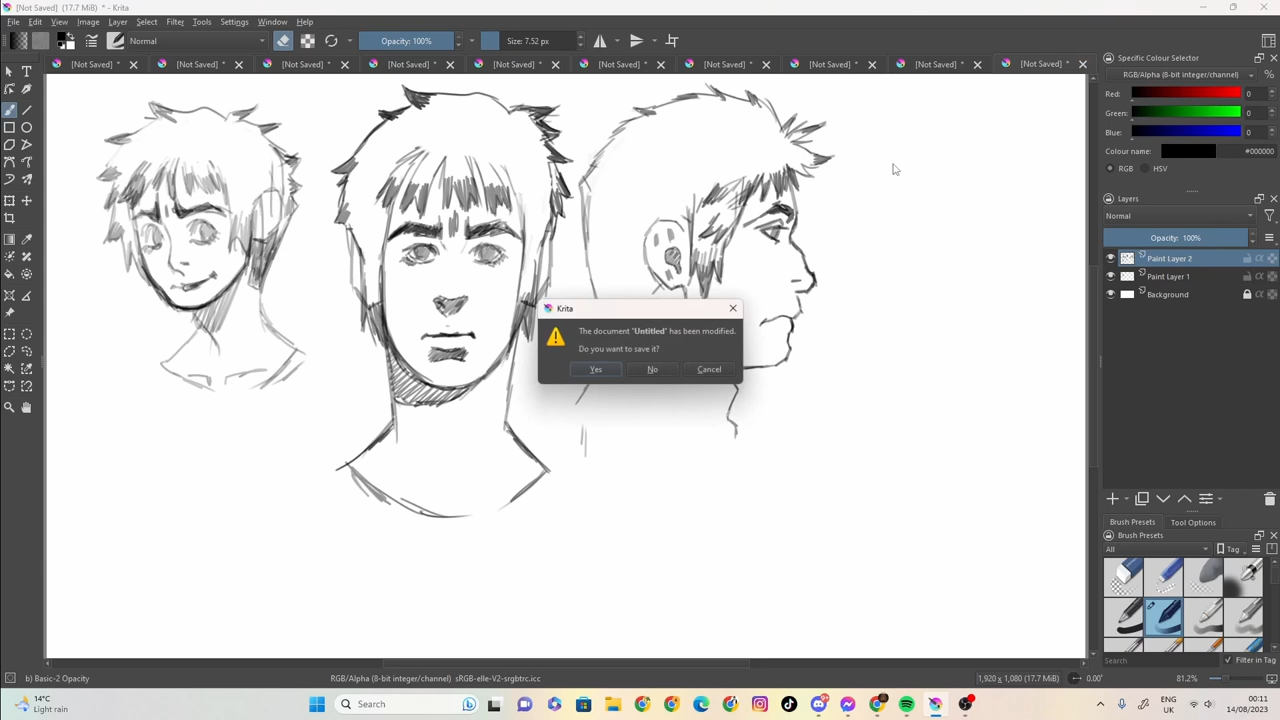 [Not Saved] (17.7 MiB) * - Krita
File Edit View Image Layer Select Filter Tools Settings Window Help
Normal Opacity: 100% Size: 7.52 px
[Not Saved] * [Not Saved] * [Not Saved] * [Not Saved] * [Not Saved] * [Not Saved] * [Not Saved] * [Not Saved] * [Not Saved] * [Not Saved] *
Specific Colour Selector
RGB/Alpha (8-bit integer/channel) %
Red: 0
Green: 0
Blue: 0
Colour name: #000000
RGB HSV
Layers
Normal
Opacity: 100%
Paint Layer 2
Paint Layer 1
Background
Krita
The document "Untitled" has been modified.
Do you want to save it?
Yes No Cancel
Brush Presets Tool Options
Brush Presets
All Tag
Search Filter in Tag
b) Basic-2 Opacity RGB/Alpha (8-bit integer/channel) sRGB-elle-V2-srgbtrc.icc 1,920 x 1,080 (17.7 MiB) 0.00° 81.2%
14°C
Light rain
Search
ENG
UK
00:11
14/08/2023